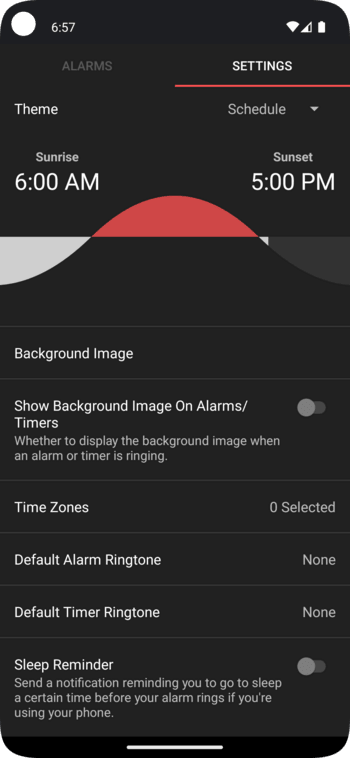 6:57
ALARMS SETTINGS
Theme Schedule
Sunrise Sunset
6:00 AM 5:00 PM
Background Image
Show Background Image On Alarms/
Timers
Whether to display the background image when
an alarm or timer is ringing.
Time Zones 0 Selected
Default Alarm Ringtone None
Default Timer Ringtone None
Sleep Reminder
Send a notification reminding you to go to sleep
a certain time before your alarm rings if you're
using your phone.